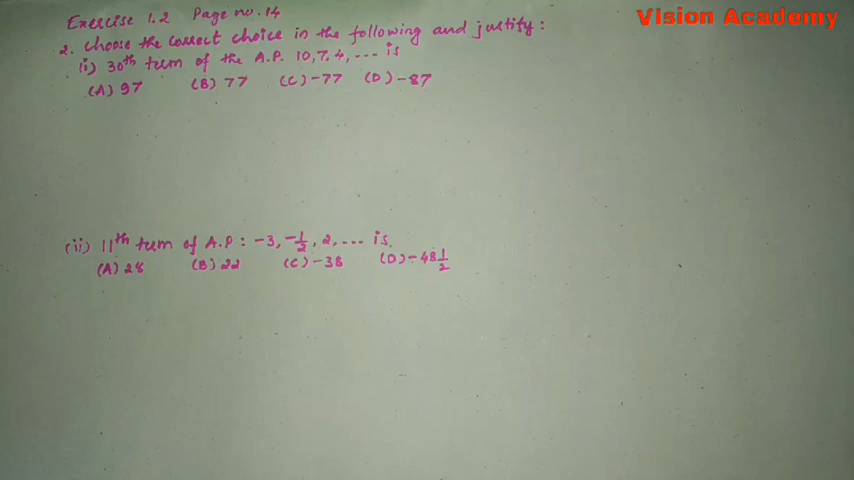 Vision Academy
Exercise 1.2 Page no. 14
2. choose the correct choice in the following and justify :
(i) 30th term of the A.P. 10, 7, 4, .... is
(A) 97 (B) 77 (C) -77 (D) -87
(ii) 11th term of A.P : -3, -1/2, 2, .... is
(A) 28 (B) 22 (C) -38 (D) -48 1/2